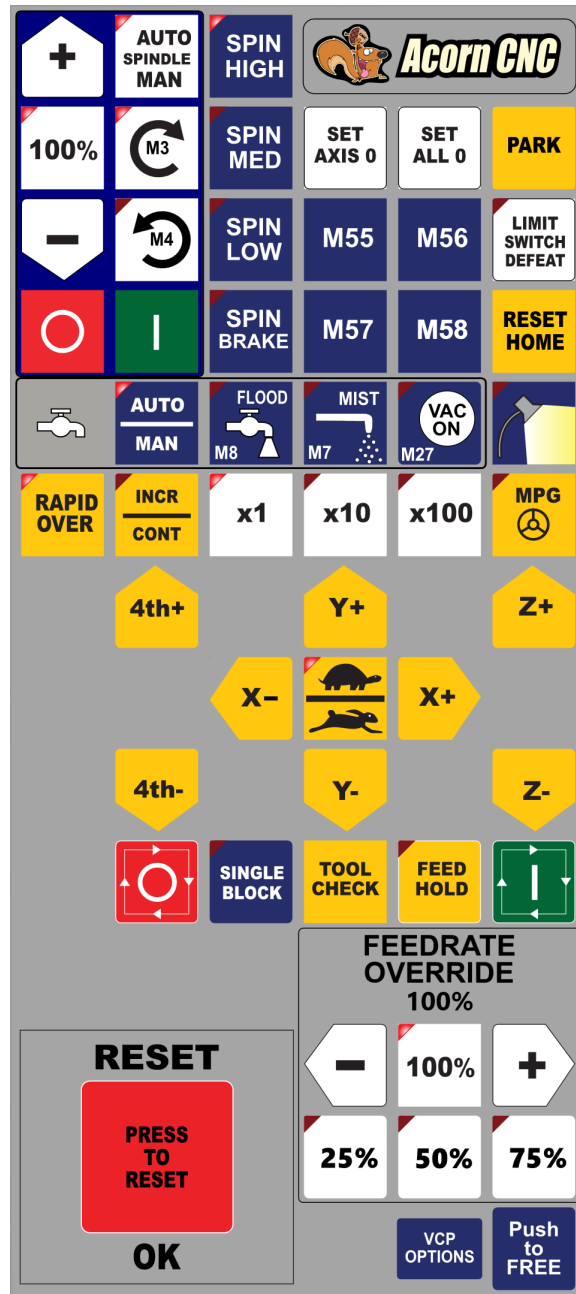 +
AUTO
SPINDLE
MAN
SPIN
HIGH
Acorn CNC
100%
M3
SPIN
MED
SET
AXIS 0
SET
ALL 0
PARK
−
M4
SPIN
LOW
M55
M56
LIMIT
SWITCH
DEFEAT
SPIN
BRAKE
M57
M58
RESET
HOME
AUTO
MAN
FLOOD
M8
MIST
M7
VAC
ON
M27
RAPID
OVER
INCR
CONT
x1
x10
x100
MPG
4th+
Y+
Z+
X−
X+
4th-
Y-
Z-
SINGLE
BLOCK
TOOL
CHECK
FEED
HOLD
FEEDRATE
OVERRIDE
100%
−
100%
+
25%
50%
75%
RESET
PRESS
TO
RESET
OK
VCP
OPTIONS
Push
to
FREE